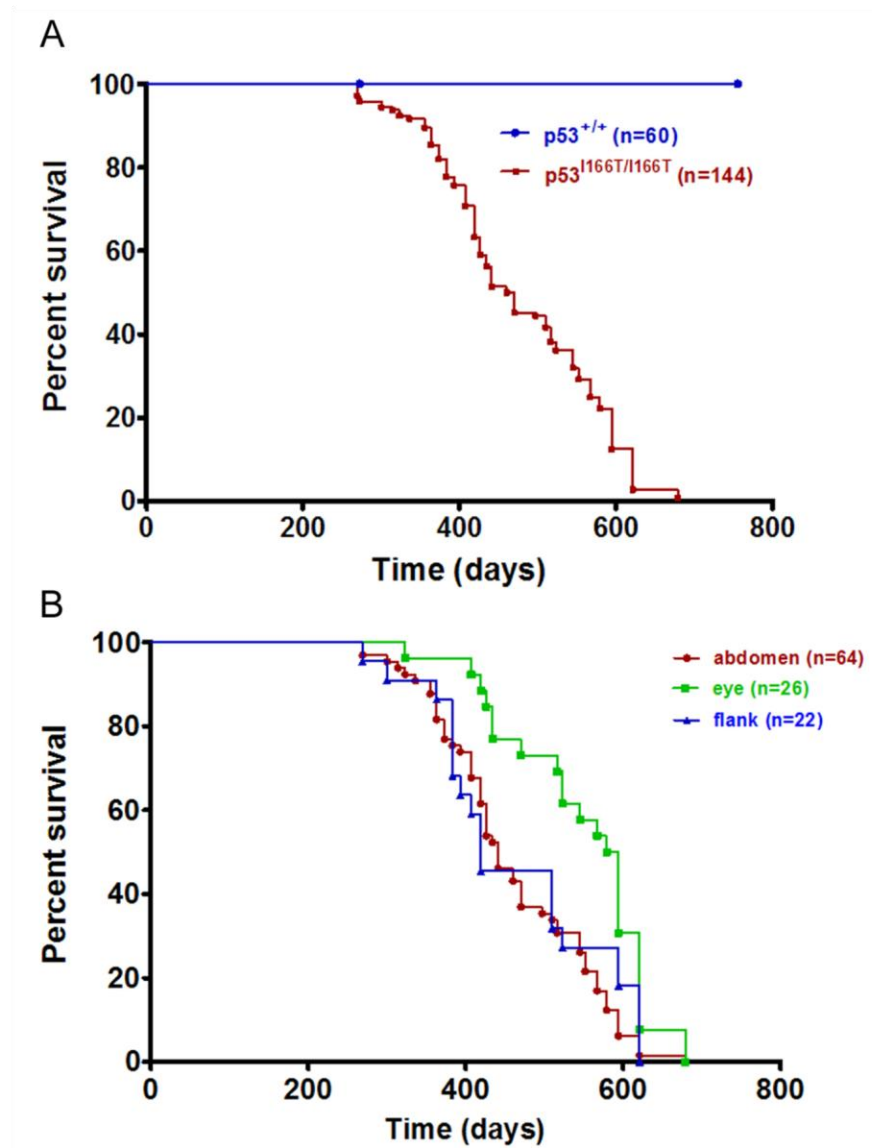 A
Percent survival
100
80
60
40
20
0
p53+/+ (n=60)
p53I166T/I166T (n=144)
0 200 400 600 800
Time (days)
B
Percent survival
100
80
60
40
20
0
abdomen (n=64)
eye (n=26)
flank (n=22)
0 200 400 600 800
Time (days)